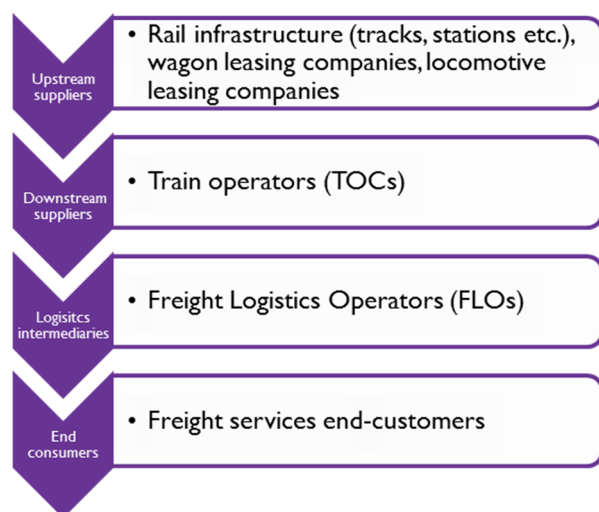 Upstream
suppliers
• Rail infrastructure (tracks, stations etc.),
wagon leasing companies, locomotive
leasing companies
Downstream
suppliers
• Train operators (TOCs)
Logisitcs
intermediaries
• Freight Logistics Operators (FLOs)
End
consumers
• Freight services end-customers